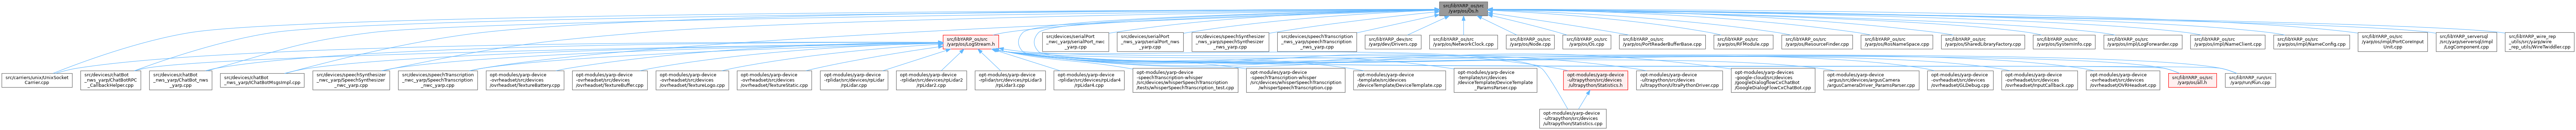 src/libYARP_os/src
/yarp/os/Os.h
src/libYARP_os/src
/yarp/os/LogStream.h
src/devices/serialPort
_nwc_yarp/serialPort_nwc
_yarp.cpp
src/devices/serialPort
_nws_yarp/serialPort_nws
_yarp.cpp
src/devices/speechSynthesizer
_nws_yarp/speechSynthesizer
_nws_yarp.cpp
src/devices/speechTranscription
_nws_yarp/speechTranscription
_nws_yarp.cpp
src/libYARP_dev/src
/yarp/dev/Drivers.cpp
src/libYARP_os/src
/yarp/os/NetworkClock.cpp
src/libYARP_os/src
/yarp/os/Node.cpp
src/libYARP_os/src
/yarp/os/Os.cpp
src/libYARP_os/src
/yarp/os/PortReaderBufferBase.cpp
src/libYARP_os/src
/yarp/os/RFModule.cpp
src/libYARP_os/src
/yarp/os/ResourceFinder.cpp
src/libYARP_os/src
/yarp/os/RosNameSpace.cpp
src/libYARP_os/src
/yarp/os/SharedLibraryFactory.cpp
src/libYARP_os/src
/yarp/os/SystemInfo.cpp
src/libYARP_os/src
/yarp/os/impl/LogForwarder.cpp
src/libYARP_os/src
/yarp/os/impl/NameClient.cpp
src/libYARP_os/src
/yarp/os/impl/NameConfig.cpp
src/libYARP_os/src
/yarp/os/impl/PortCoreInput
Unit.cpp
src/libYARP_serversql
/src/yarp/serversql/impl
/LogComponent.cpp
src/libYARP_wire_rep
_utils/src/yarp/wire
_rep_utils/WireTwiddler.cpp
src/carriers/unix/UnixSocket
Carrier.cpp
src/devices/chatBot
_nws_yarp/ChatBotRPC
_CallbackHelper.cpp
src/devices/chatBot
_nws_yarp/ChatBot_nws
_yarp.cpp
src/devices/chatBot
_nws_yarp/ChatBotMsgsImpl.cpp
src/devices/speechSynthesizer
_nwc_yarp/speechSynthesizer
_nwc_yarp.cpp
src/devices/speechTranscription
_nwc_yarp/speechTranscription
_nwc_yarp.cpp
opt-modules/yarp-device
-ovrheadset/src/devices
/ovrheadset/TextureBattery.cpp
opt-modules/yarp-device
-ovrheadset/src/devices
/ovrheadset/TextureBuffer.cpp
opt-modules/yarp-device
-ovrheadset/src/devices
/ovrheadset/TextureLogo.cpp
opt-modules/yarp-device
-ovrheadset/src/devices
/ovrheadset/TextureStatic.cpp
opt-modules/yarp-device
-rplidar/src/devices/rpLidar
/rpLidar.cpp
opt-modules/yarp-device
-rplidar/src/devices/rpLidar2
/rpLidar2.cpp
opt-modules/yarp-device
-rplidar/src/devices/rpLidar3
/rpLidar3.cpp
opt-modules/yarp-device
-rplidar/src/devices/rpLidar4
/rpLidar4.cpp
opt-modules/yarp-device
-speechTranscription-whisper
/src/devices/whisperSpeechTranscription
/tests/whisperSpeechTranscription_test.cpp
opt-modules/yarp-device
-speechTranscription-whisper
/src/devices/whisperSpeechTranscription
/whisperSpeechTranscription.cpp
opt-modules/yarp-device
-template/src/devices
/deviceTemplate/DeviceTemplate.cpp
opt-modules/yarp-device
-template/src/devices
/deviceTemplate/DeviceTemplate
_ParamsParser.cpp
opt-modules/yarp-device
-ultrapython/src/devices
/ultrapython/Statistics.h
opt-modules/yarp-device
-ultrapython/src/devices
/ultrapython/UltraPythonDriver.cpp
opt-modules/yarp-device
-google-cloud/src/devices
/googleDialogFlowCxChatBot
/GoogleDialogFlowCxChatBot.cpp
opt-modules/yarp-device
-argus/src/devices/argusCamera
/argusCameraDriver_ParamsParser.cpp
opt-modules/yarp-device
-ovrheadset/src/devices
/ovrheadset/GLDebug.cpp
opt-modules/yarp-device
-ovrheadset/src/devices
/ovrheadset/InputCallback.cpp
opt-modules/yarp-device
-ovrheadset/src/devices
/ovrheadset/OVRHeadset.cpp
src/libYARP_os/src
/yarp/os/all.h
src/libYARP_run/src
/yarp/run/Run.cpp
opt-modules/yarp-device
-ultrapython/src/devices
/ultrapython/Statistics.cpp